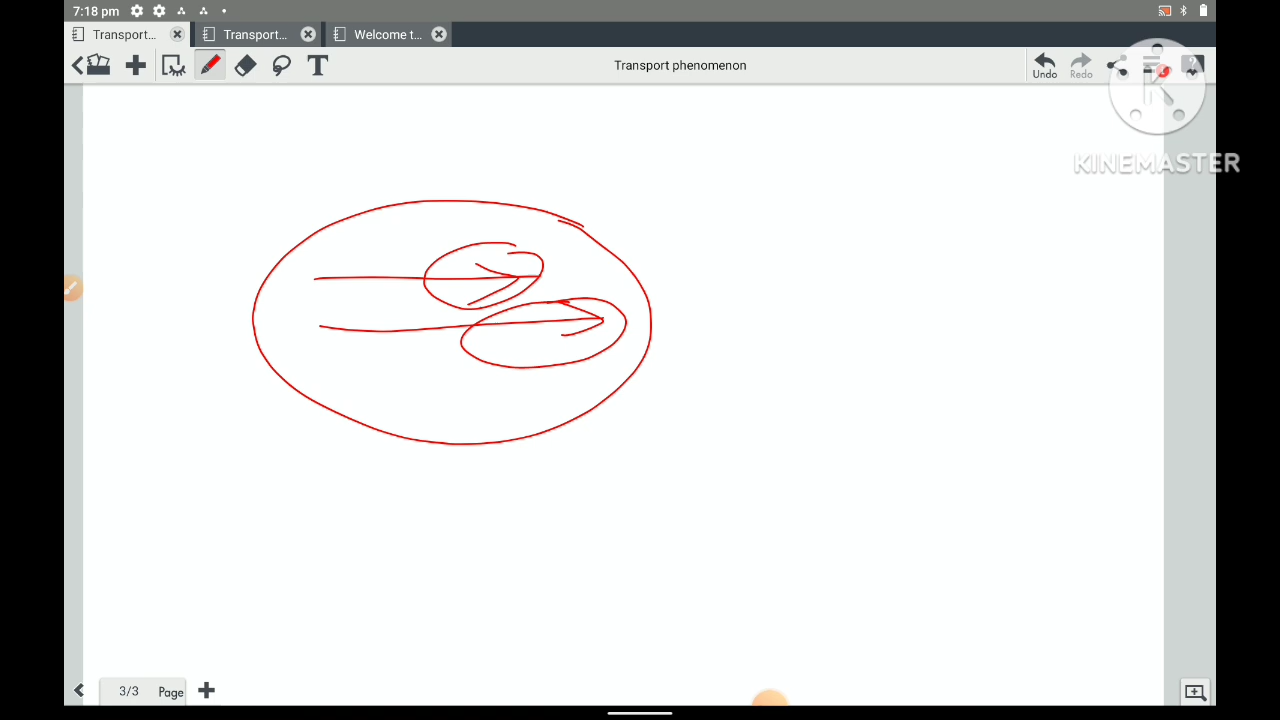 7:18 pm
Transport... Transport... Welcome t...
T Transport phenomenon Undo Redo ?
K
KINEMASTER
3/3 Page